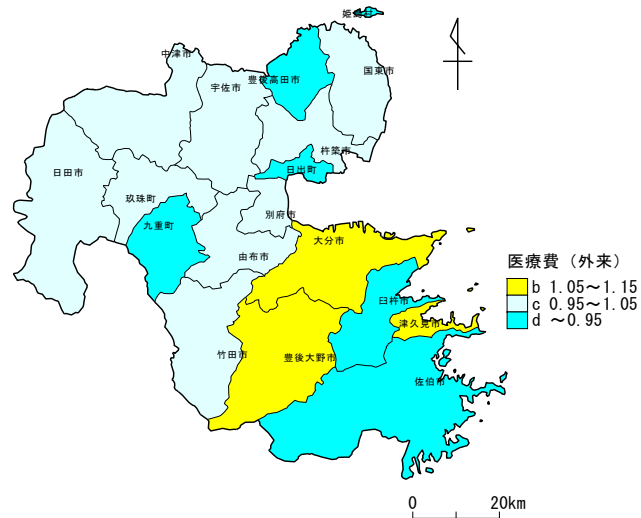 姫島村
中津市
豊後高田市
国東市
宇佐市
杵築市
日田市
日出町
玖珠町
別府市
九重町
大分市
由布市
臼杵市
津久見市
竹田市
豊後大野市
佐伯市
医療費（外来）
b 1.05～1.15
c 0.95～1.05
d ～0.95
0 20km